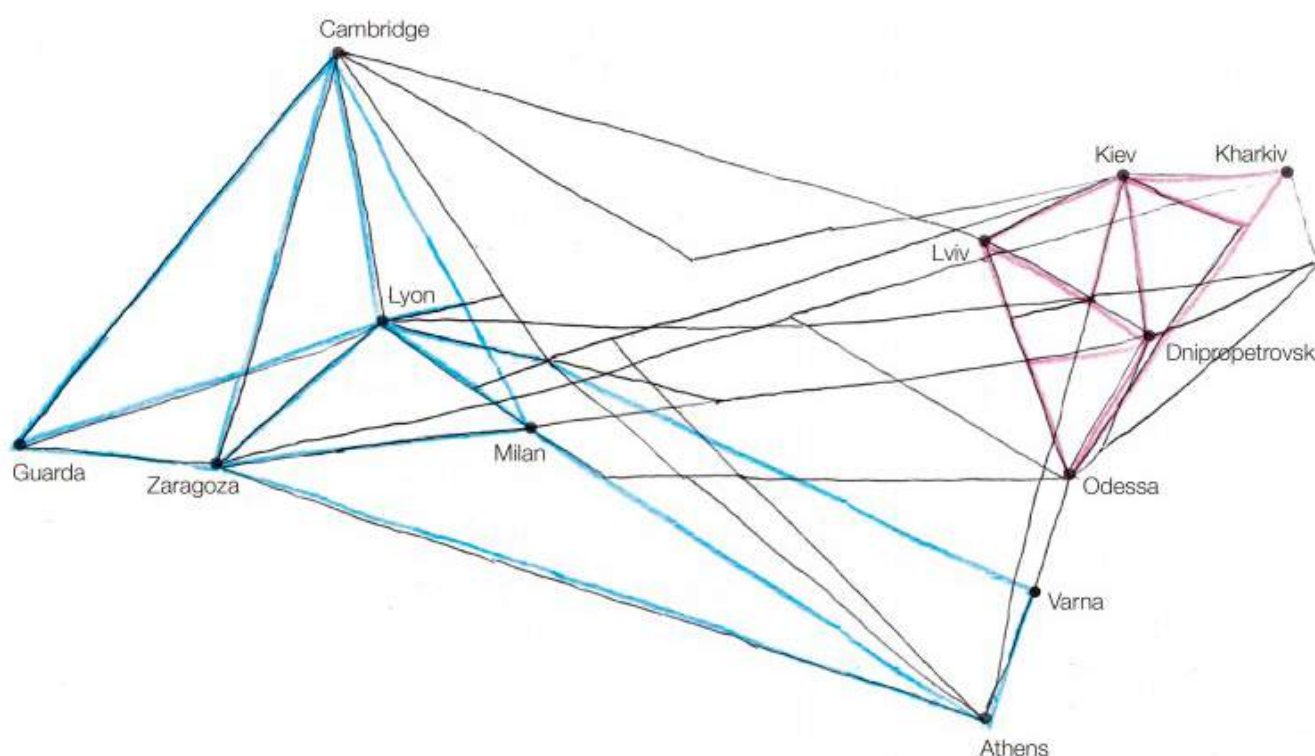 Cambridge
Kiev
Kharkiv
Lviv
Lyon
Dnipropetrovsk
Milan
Guarda
Zaragoza
Odessa
Varna
Athens